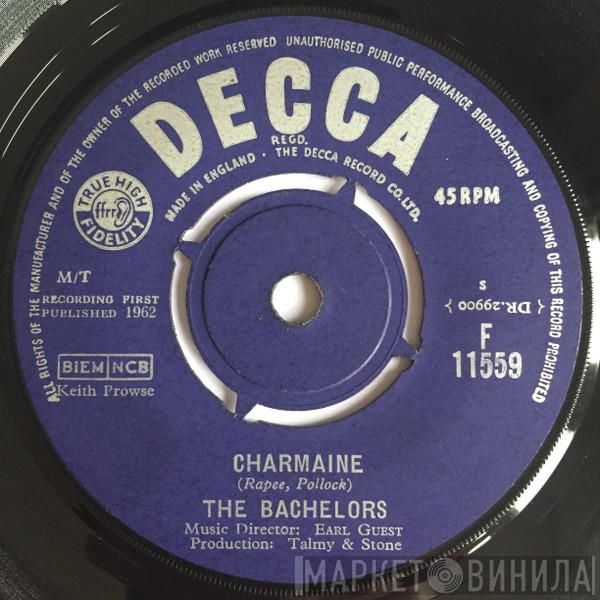 ALL RIGHTS OF THE MANUFACTURER AND OF THE OWNER OF THE RECORDED WORK RESERVED UNAUTHORISED PUBLIC PERFORMANCE BROADCASTING AND COPYING OF THIS RECORD PROHIBITED
DECCA
REGD.
MADE IN ENGLAND · THE DECCA RECORD CO. LTD.
TRUE HIGH
ffrr
FIDELITY
45 RPM
M/T
RECORDING FIRST
PUBLISHED 1962
S
{ DR.29900 }
F
11559
BIEM NCB
Keith Prowse
CHARMAINE
(Rapee, Pollock)
THE BACHELORS
Music Director: EARL GUEST
Production: Talmy & Stone
МАРКЕТ ВИНИЛА